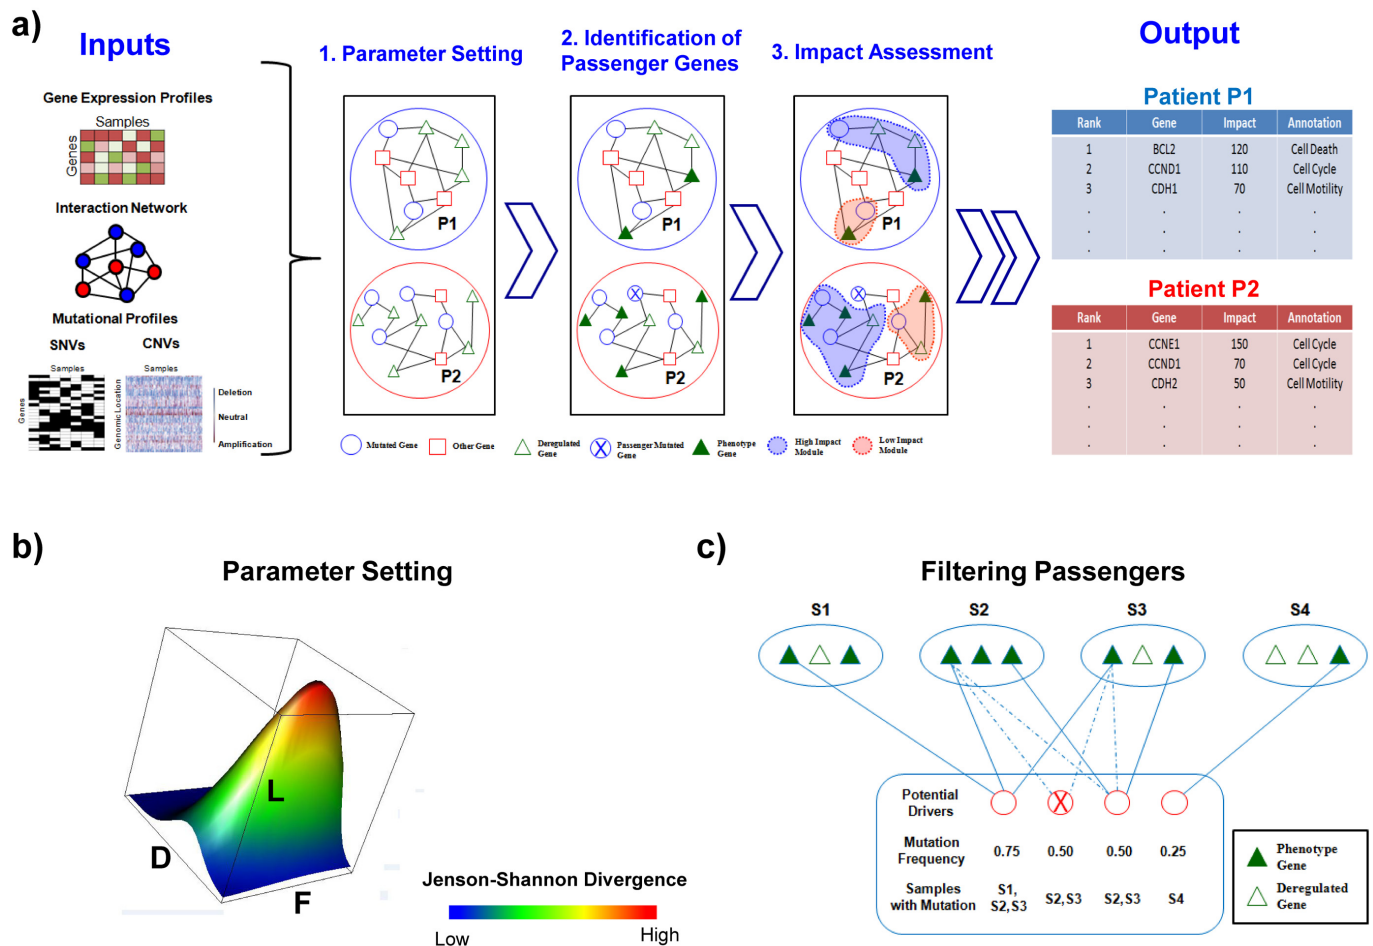 a)
Inputs
Gene Expression Profiles
Samples
Genes
Interaction Network
Mutational Profiles
SNVs
CNVs
Samples
Samples
Genes
Genomic Location
Deletion
Neutral
Amplification
1. Parameter Setting
P1
P2
2. Identification of
Passenger Genes
P1
X
P2
3. Impact Assessment
P1
X
P2
Mutated Gene
Other Gene
Deregulated
Gene
X
Passenger Mutated
Gene
Phenotype
Gene
High Impact
Module
Low Impact
Module
Output
Patient P1
Rank Gene Impact Annotation
1 BCL2 120 Cell Death
2 CCND1 110 Cell Cycle
3 CDH1 70 Cell Motility
. . . .
. . . .
. . . .
Patient P2
Rank Gene Impact Annotation
1 CCNE1 150 Cell Cycle
2 CCND1 70 Cell Cycle
3 CDH2 50 Cell Motility
. . . .
. . . .
. . . .
b)
Parameter Setting
L
D
F
Jenson-Shannon Divergence
Low
High
c)
Filtering Passengers
S1 S2 S3 S4
Potential
Drivers
X
Mutation
Frequency
0.75 0.50 0.50 0.25
Samples
with Mutation
S1,
S2,S3
S2,S3
S2,S3
S4
Phenotype
Gene
Deregulated
Gene